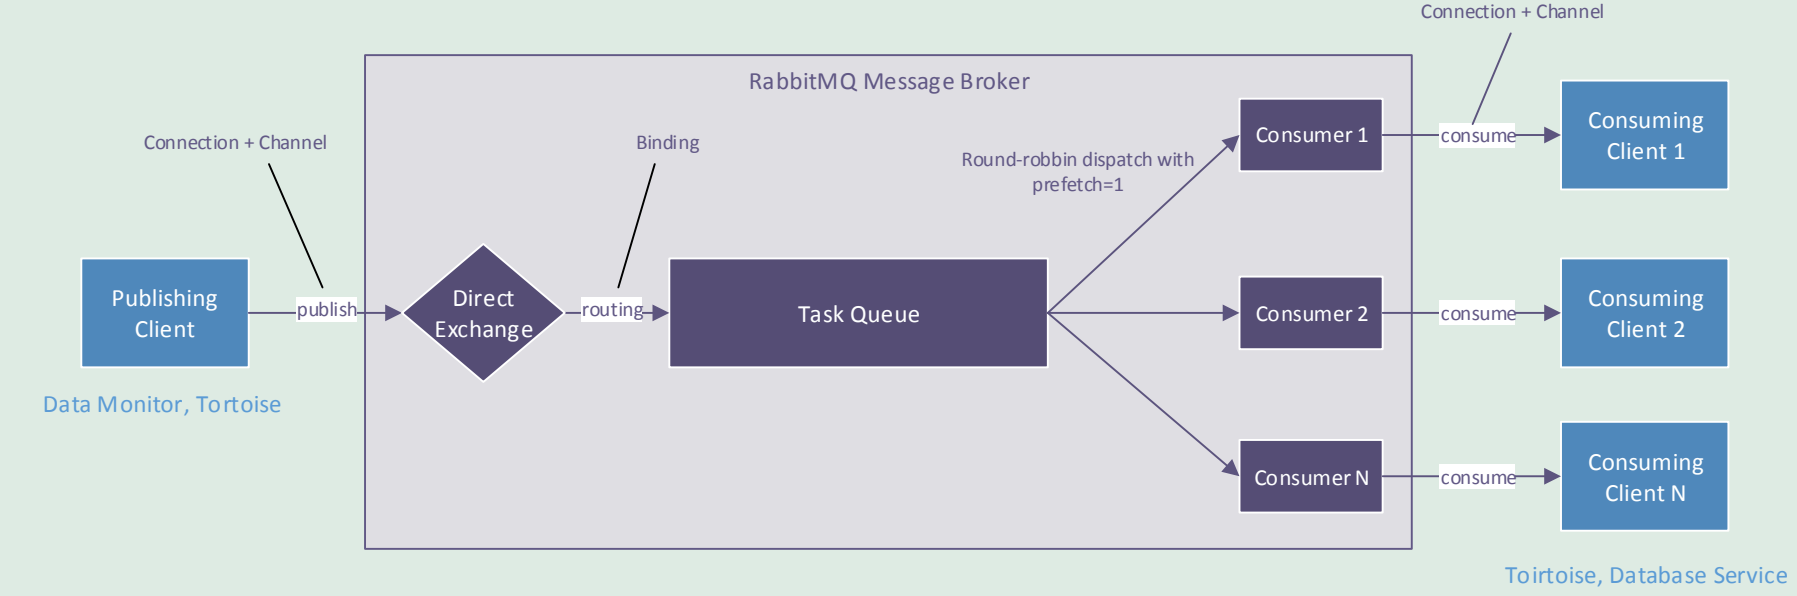 Connection + Channel
RabbitMQ Message Broker
Connection + Channel
Binding
Round-robbin dispatch with
prefetch=1
Consumer 1
consume
Consuming
Client 1
Publishing
Client
publish
Direct
Exchange
routing
Task Queue
Consumer 2
consume
Consuming
Client 2
Data Monitor, Tortoise
Consumer N
consume
Consuming
Client N
Toirtoise, Database Service